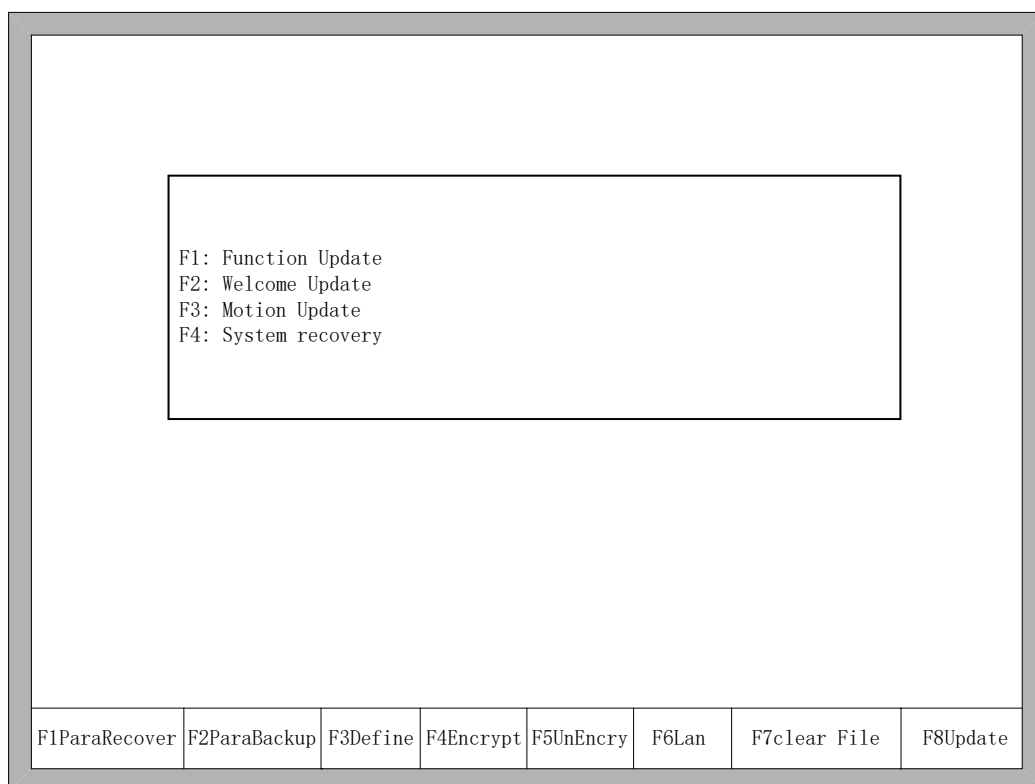 F1: Function Update
F2: Welcome Update
F3: Motion Update
F4: System recovery
F1ParaRecover F2ParaBackup F3Define F4Encrypt F5UnEncry F6Lan F7clear File F8Update